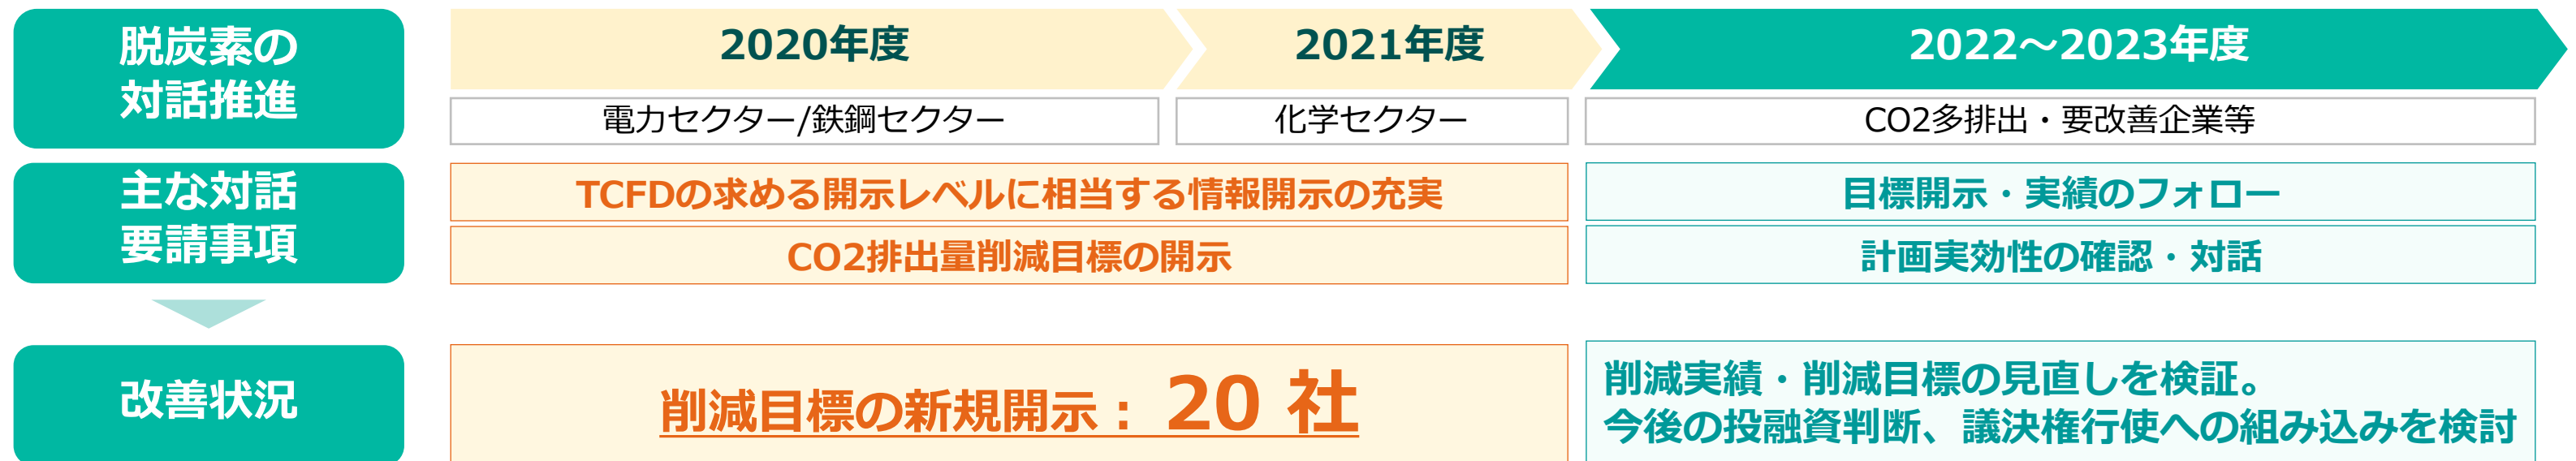 脱炭素の
対話推進
2020年度
2021年度
2022～2023年度
電力セクター/鉄鋼セクター
化学セクター
CO2多排出・要改善企業等
主な対話
要請事項
TCFDの求める開示レベルに相当する情報開示の充実
目標開示・実績のフォロー
CO2排出量削減目標の開示
計画実効性の確認・対話
改善状況
削減目標の新規開示： 20 社
削減実績・削減目標の見直しを検証。
今後の投融資判断、議決権行使への組み込みを検討